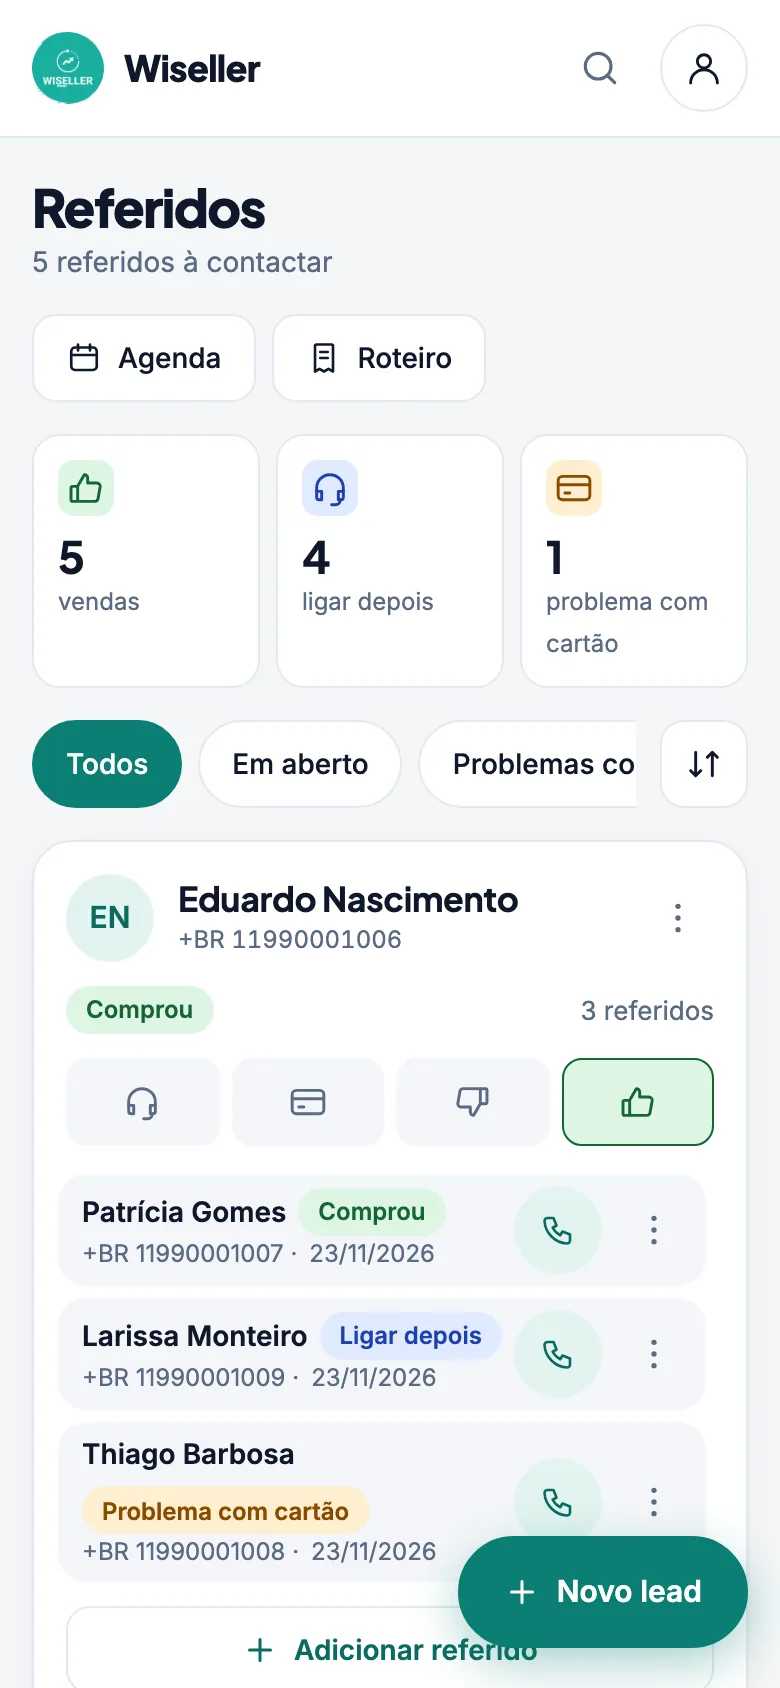 WISELLER
Wiseller
Referidos
5 referidos à contactar
Agenda
Roteiro
5
vendas
4
ligar depois
1
problema com
cartão
Todos
Em aberto
Problemas co
EN
Eduardo Nascimento
+BR 11990001006
Comprou
3 referidos
Patrícia Gomes
Comprou
+BR 11990001007 · 23/11/2026
Larissa Monteiro
Ligar depois
+BR 11990001009 · 23/11/2026
Thiago Barbosa
Problema com cartão
+BR 11990001008 · 23/11/2026
+ Novo lead
+ Adicionar referido